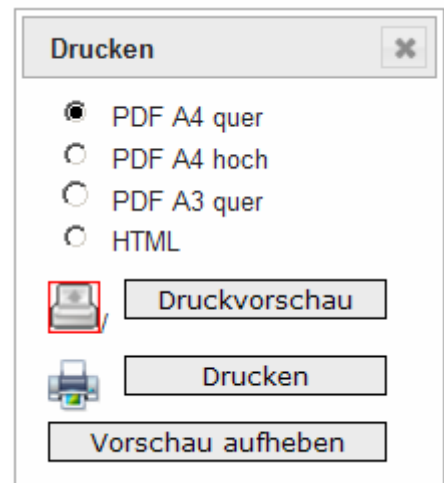 Drucken
PDF A4 quer
PDF A4 hoch
PDF A3 quer
HTML
/ Druckvorschau
Drucken
Vorschau aufheben